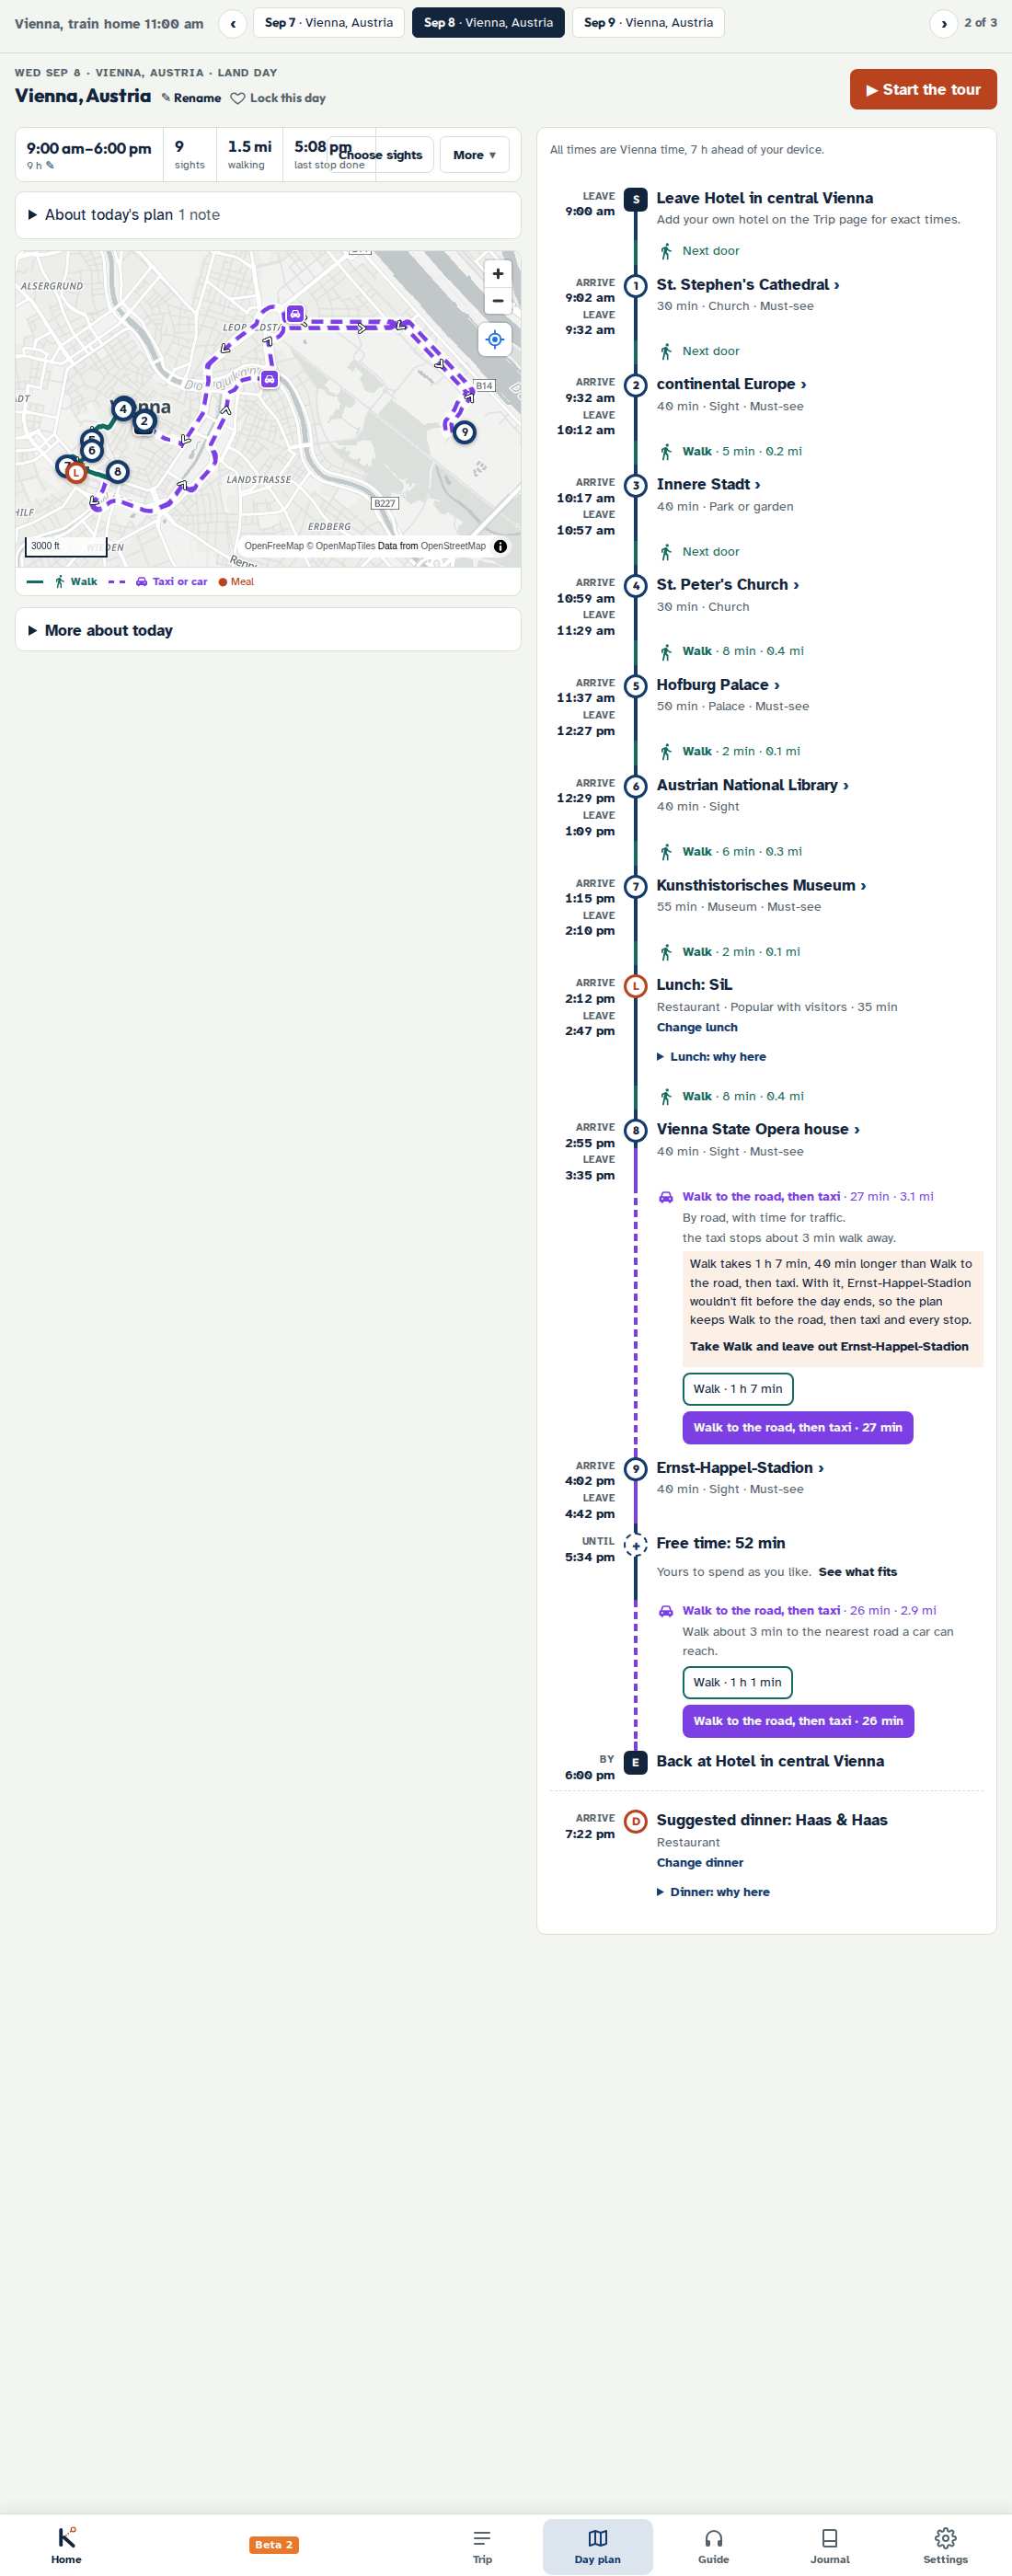 Vienna, train home 11:00 am
‹
Sep 7 · Vienna, Austria
Sep 8 · Vienna, Austria
Sep 9 · Vienna, Austria
›
2 of 3
WED SEP 8 · VIENNA, AUSTRIA · LAND DAY
Vienna, Austria
✎ Rename
Lock this day
▶ Start the tour
9:00 am–6:00 pm
9 h ✎
9
sights
1.5 mi
walking
5:08 pm
last stop done
Choose sights
More ▾
▶ About today's plan 1 note
ALSERGRUND
B14
B227
LANDSTRASSE
ERDBERG
4
2
6
L
8
9
3000 ft
OpenFreeMap © OpenMapTiles Data from OpenStreetMap
Walk
Taxi or car
Meal
▶ More about today
All times are Vienna time, 7 h ahead of your device.
LEAVE
9:00 am
S
Leave Hotel in central Vienna
Add your own hotel on the Trip page for exact times.
Next door
ARRIVE
9:02 am
LEAVE
9:32 am
1
St. Stephen's Cathedral ›
30 min · Church · Must-see
Next door
ARRIVE
9:32 am
LEAVE
10:12 am
2
continental Europe ›
40 min · Sight · Must-see
Walk · 5 min · 0.2 mi
ARRIVE
10:17 am
LEAVE
10:57 am
3
Innere Stadt ›
40 min · Park or garden
Next door
ARRIVE
10:59 am
LEAVE
11:29 am
4
St. Peter's Church ›
30 min · Church
Walk · 8 min · 0.4 mi
ARRIVE
11:37 am
LEAVE
12:27 pm
5
Hofburg Palace ›
50 min · Palace · Must-see
Walk · 2 min · 0.1 mi
ARRIVE
12:29 pm
LEAVE
1:09 pm
6
Austrian National Library ›
40 min · Sight
Walk · 6 min · 0.3 mi
ARRIVE
1:15 pm
LEAVE
2:10 pm
7
Kunsthistorisches Museum ›
55 min · Museum · Must-see
Walk · 2 min · 0.1 mi
ARRIVE
2:12 pm
LEAVE
2:47 pm
L
Lunch: SiL
Restaurant · Popular with visitors · 35 min
Change lunch
▶ Lunch: why here
Walk · 8 min · 0.4 mi
ARRIVE
2:55 pm
LEAVE
3:35 pm
8
Vienna State Opera house ›
40 min · Sight · Must-see
Walk to the road, then taxi · 27 min · 3.1 mi
By road, with time for traffic.
the taxi stops about 3 min walk away.
Walk takes 1 h 7 min, 40 min longer than Walk to
the road, then taxi. With it, Ernst-Happel-Stadion
wouldn't fit before the day ends, so the plan
keeps Walk to the road, then taxi and every stop.
Take Walk and leave out Ernst-Happel-Stadion
Walk · 1 h 7 min
Walk to the road, then taxi · 27 min
ARRIVE
4:02 pm
LEAVE
4:42 pm
9
Ernst-Happel-Stadion ›
40 min · Sight · Must-see
UNTIL
5:34 pm
+
Free time: 52 min
Yours to spend as you like. See what fits
Walk to the road, then taxi · 26 min · 2.9 mi
Walk about 3 min to the nearest road a car can
reach.
Walk · 1 h 1 min
Walk to the road, then taxi · 26 min
BY
6:00 pm
E
Back at Hotel in central Vienna
ARRIVE
7:22 pm
D
Suggested dinner: Haas & Haas
Restaurant
Change dinner
▶ Dinner: why here
Home
Beta 2
Trip
Day plan
Guide
Journal
Settings